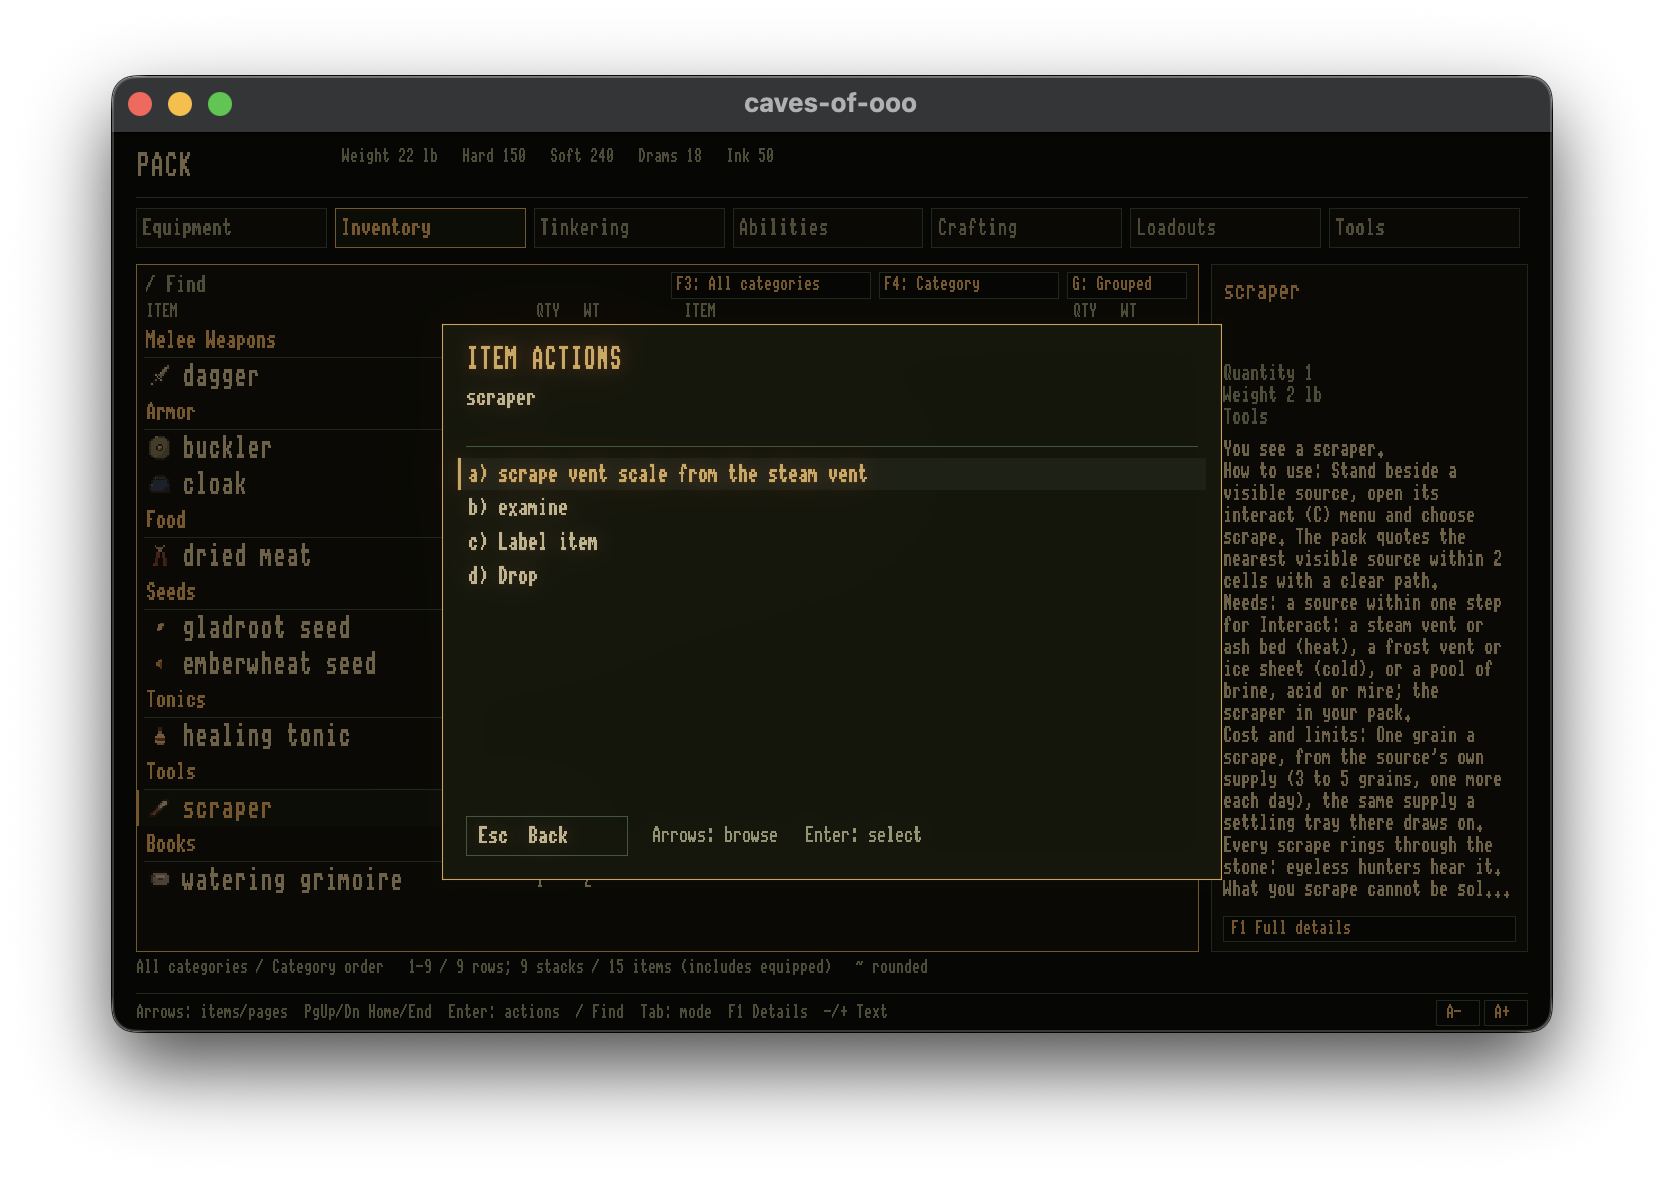 caves-of-ooo
PACK
Weight 22 lb Hard 150 Soft 240 Drams 18 Ink 50
Equipment Inventory Tinkering Abilities Crafting Loadouts Tools
/ Find F3: All categories F4: Category G: Grouped
ITEM QTY WT ITEM QTY WT
Melee Weapons
dagger
Armor
buckler
cloak
Food
dried meat
Seeds
gladroot seed
emberwheat seed
Tonics
healing tonic
Tools
scraper
Books
watering grimoire
ITEM ACTIONS
scraper
a) scrape vent scale from the steam vent
b) examine
c) Label item
d) Drop
Esc Back Arrows: browse Enter: select
scraper
Quantity 1
Weight 2 lb
Tools
You see a scraper.
How to use: Stand beside a
visible source, open its
interact (C) menu and choose
scrape. The pack quotes the
nearest visible source within 2
cells with a clear path.
Needs: a source within one step
for Interact: a steam vent or
ash bed (heat), a frost vent or
ice sheet (cold), or a pool of
brine, acid or mire; the
scraper in your pack.
Cost and limits: One grain a
scrape, from the source's own
supply (3 to 5 grains, one more
each day), the same supply a
settling tray there draws on.
Every scrape rings through the
stone: eyeless hunters hear it.
What you scrape cannot be sol...
F1 Full details
All categories / Category order 1-9 / 9 rows; 9 stacks / 15 items (includes equipped) ~ rounded
Arrows: items/pages PgUp/Dn Home/End Enter: actions / Find Tab: mode F1 Details -/+ Text A- A+